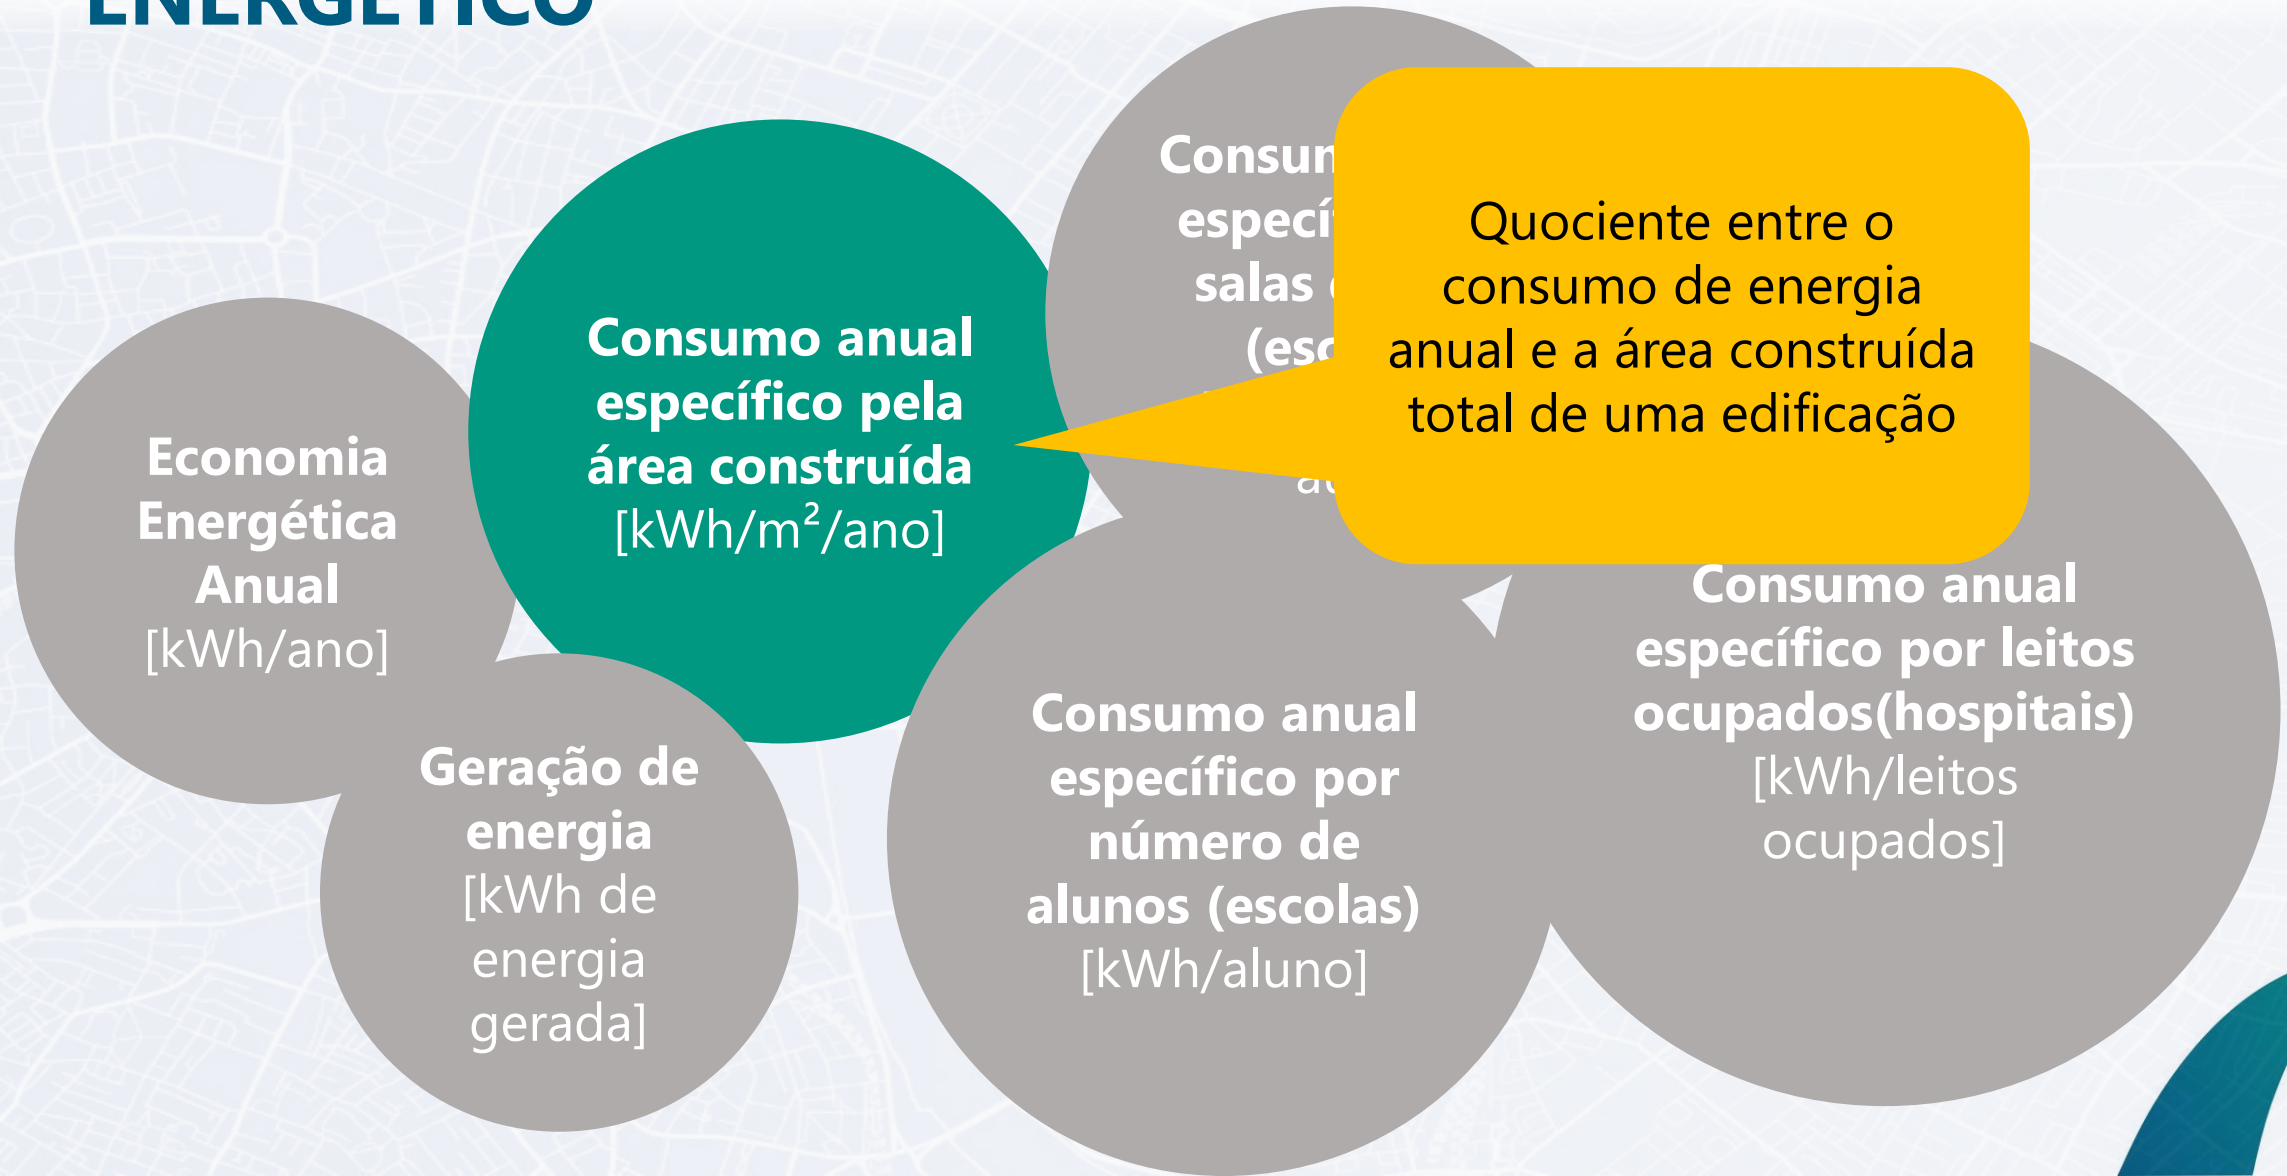 ENERGÉTICO
Economia
Energética
Anual
[kWh/ano]
Consumo anual
específico pela
área construída
[kWh/m²/ano]
salas
Quociente entre o
consumo de energia
anual e a área construída
total de uma edificação
Geração de
energia
[kWh de
energia
gerada]
Consumo anual
específico por
número de
alunos (escolas)
[kWh/aluno]
Consumo anual
específico por leitos
ocupados(hospitais)
[kWh/leitos
ocupados]